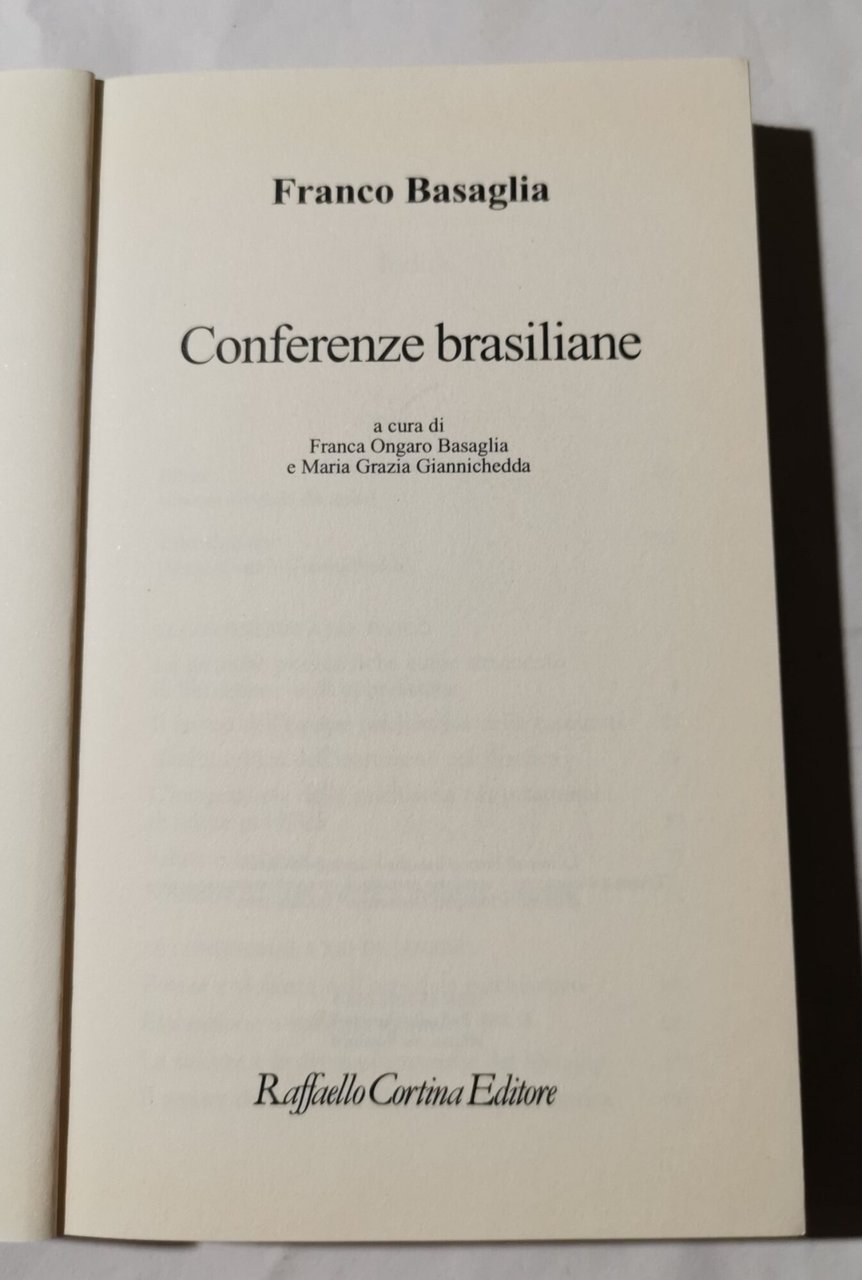 Franco Basaglia
Conferenze brasiliane
a cura di
Franca Ongaro Basaglia
e Maria Grazia Giannichedda
Raffaello Cortina Editore